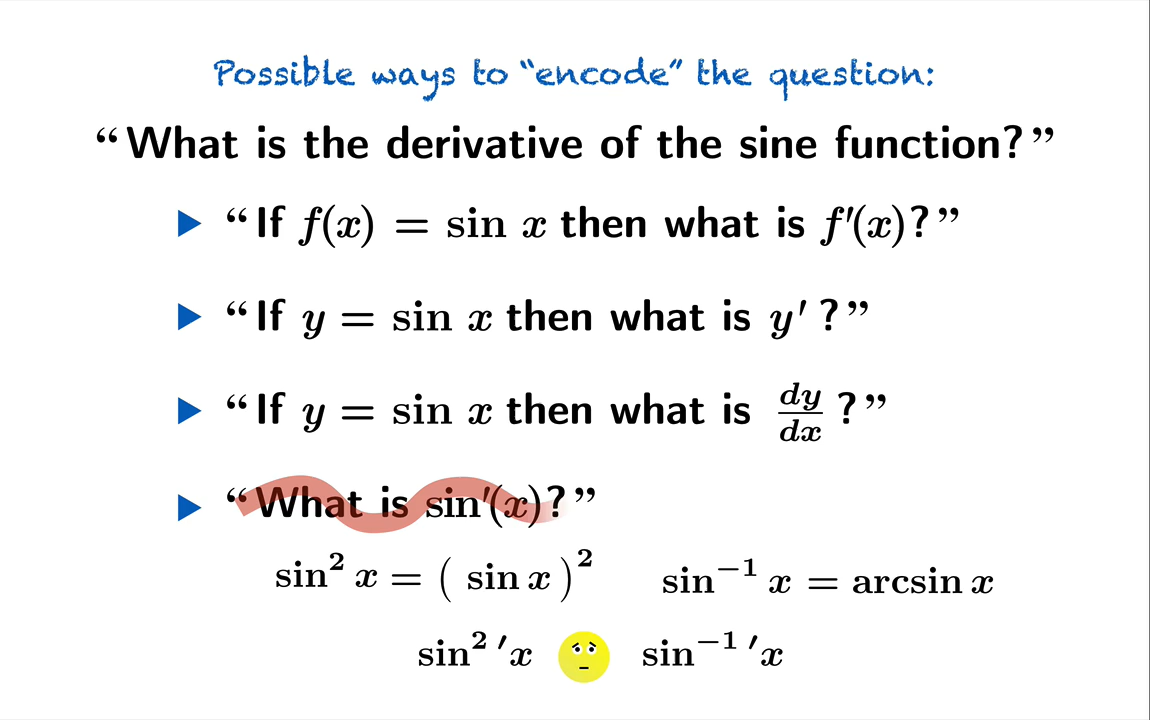 Possible ways to “encode” the question:
“What is the derivative of the sine function?”
▶ “If f(x) = sin x then what is f′(x)?”
▶ “If y = sin x then what is y′ ?”
▶ “If y = sin x then what is dy/dx ?”
▶ “What is sin′(x)?”
sin² x = ( sin x )² sin⁻¹ x = arcsin x
sin² ′x sin⁻¹ ′x